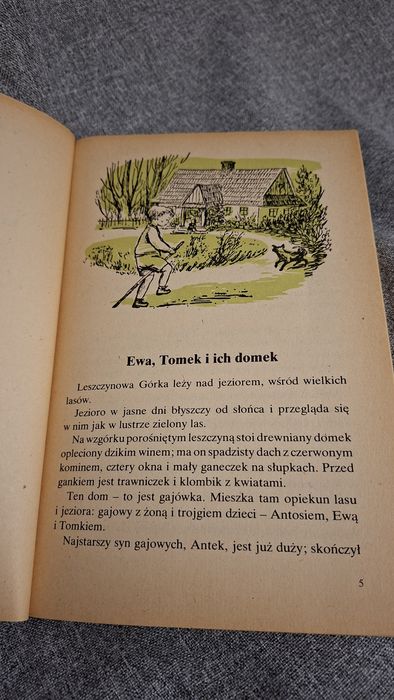 Ewa, Tomek i ich domek
Leszczynowa Górka leży nad jeziorem, wśród wielkich
lasów.
Jezioro w jasne dni błyszczy od słońca i przegląda się
w nim jak w lustrze zielony las.
Na wzgórku porośniętym leszczyną stoi drewniany domek
opleciony dzikim winem; ma on spadzisty dach z czerwonym
kominem, cztery okna i mały ganeczek na słupkach. Przed
gankiem jest trawniczek i klombik z kwiatami.
Ten dom – to jest gajówka. Mieszka tam opiekun lasu
i jeziora: gajowy z żoną i trojgiem dzieci – Antosiem, Ewą
i Tomkiem.
Najstarszy syn gajowych, Antek, jest już duży; skończył
5